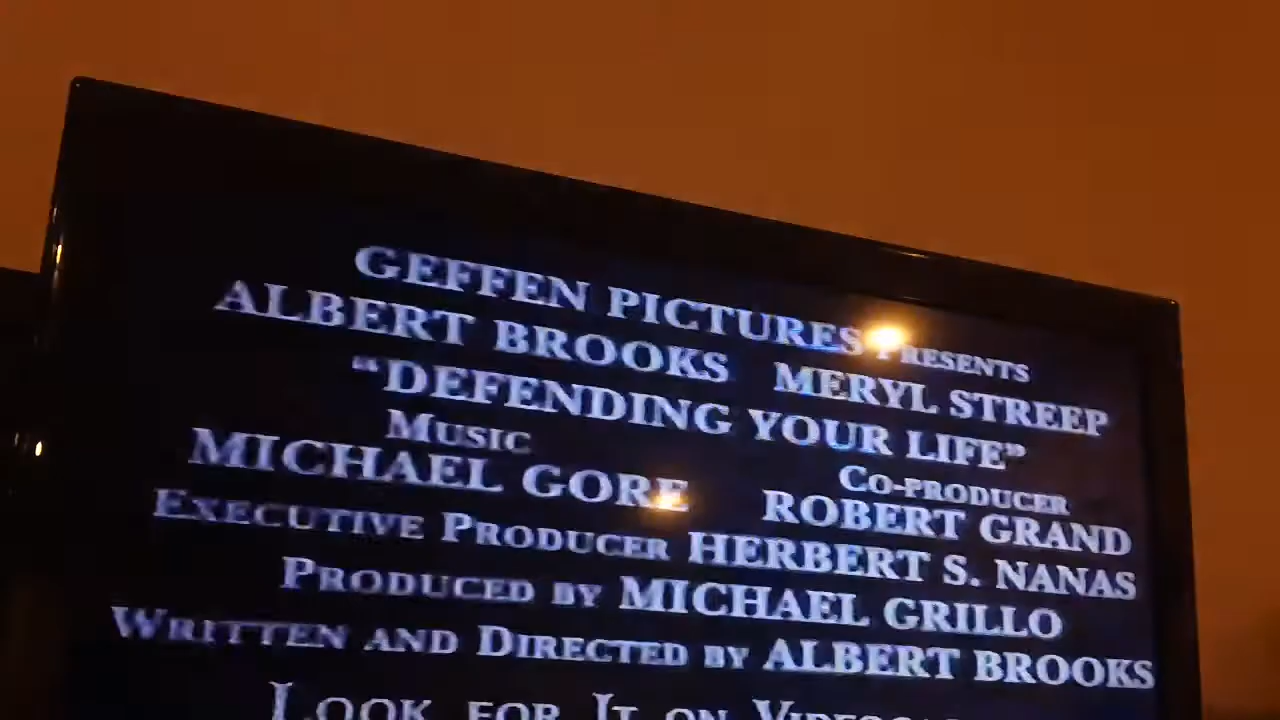 GEFFEN PICTURES PRESENTS
ALBERT BROOKS MERYL STREEP
“DEFENDING YOUR LIFE”
MUSIC
MICHAEL GORE
CO-PRODUCER
ROBERT GRAND
EXECUTIVE PRODUCER HERBERT S. NANAS
PRODUCED BY MICHAEL GRILLO
WRITTEN AND DIRECTED BY ALBERT BROOKS
LOOK FOR IT ON